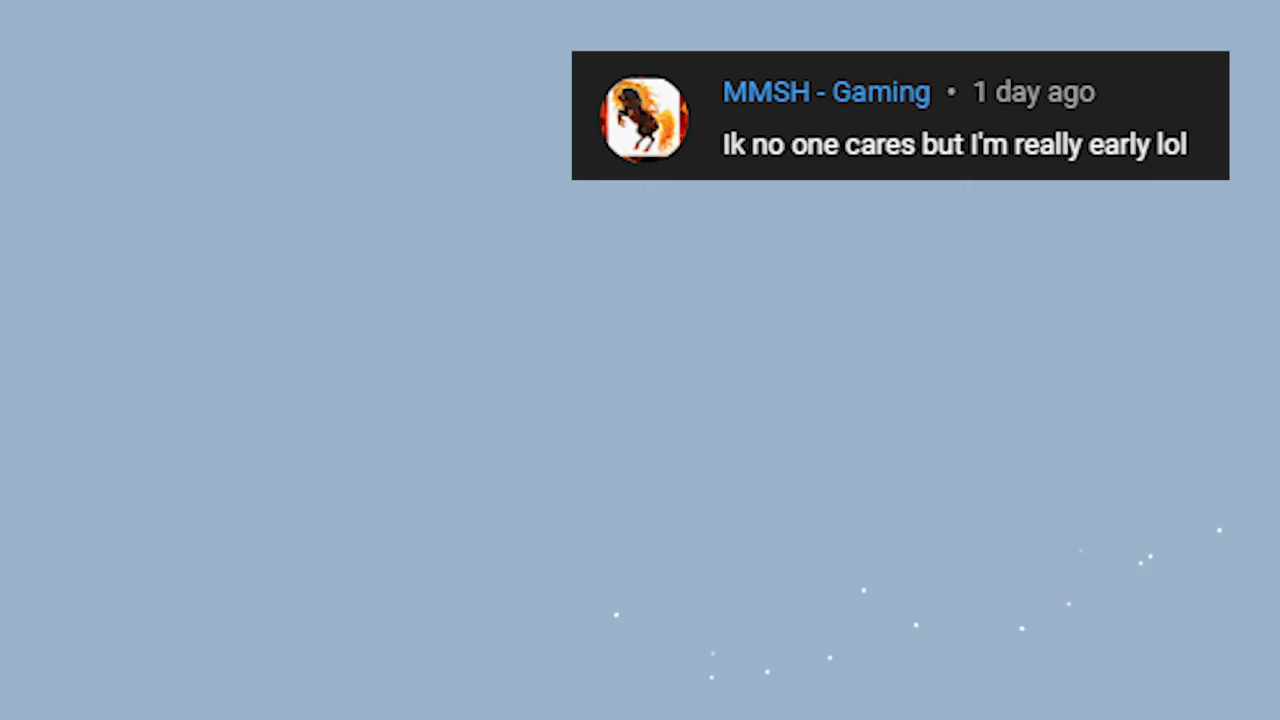 MMSH - Gaming • 1 day ago
Ik no one cares but I'm really early lol